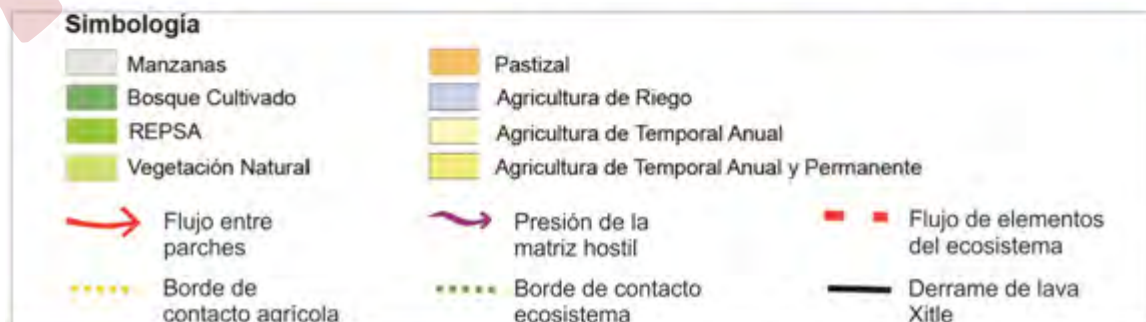 Simbología
Manzanas
Bosque Cultivado
REPSA
Vegetación Natural
Pastizal
Agricultura de Riego
Agricultura de Temporal Anual
Agricultura de Temporal Anual y Permanente
Flujo entre
parches
Presión de la
matriz hostil
Flujo de elementos
del ecosistema
Borde de
contacto agrícola
Borde de contacto
ecosistema
Derrame de lava
Xitle